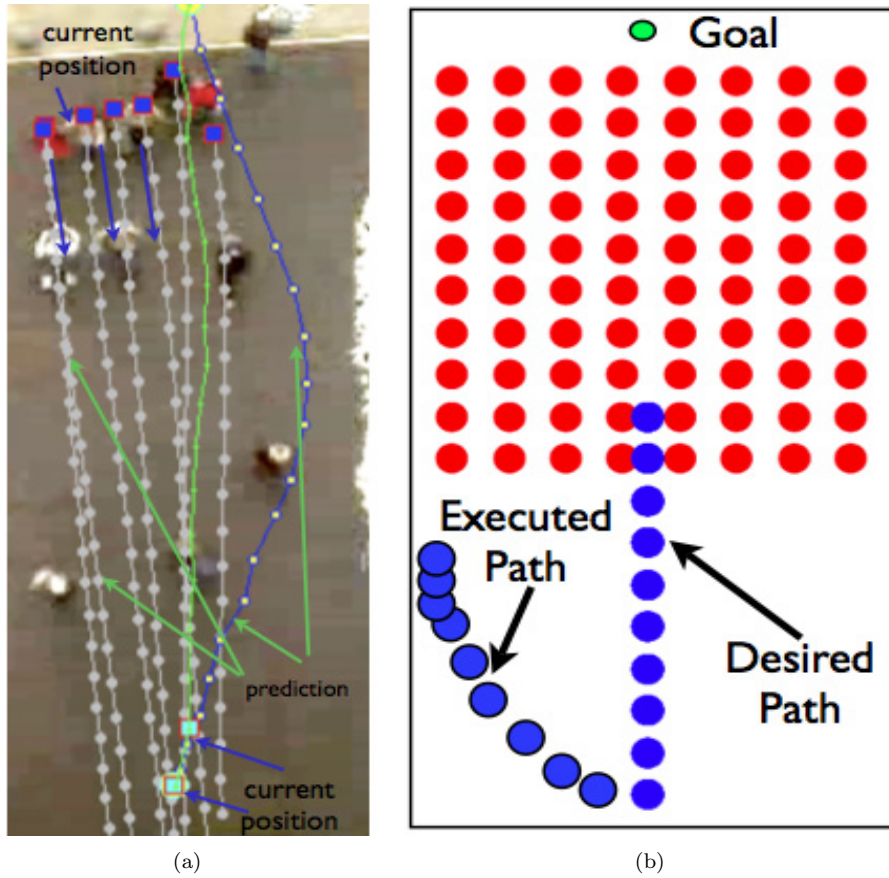 current
position
prediction
current
position
(a)
Goal
Executed
Path
Desired
Path
(b)